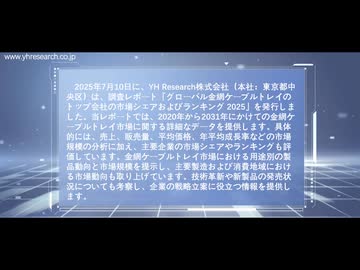 www.yhresearch.co.jp
2025年7月10日に、YH Research株式会社（本社：東京都中
央区）は、調査レポート「グローバル金網ケーブルトレイの
トップ会社の市場シェアおよびランキング 2025」を発行しまし
た。当レポートでは、2020年から2031年にかけての金網ケ
ーブルトレイ市場に関する詳細なデータを提供します。具体
的には、売上、販売量、平均価格、年平均成長率などの市場
規模の分析に加え、主要企業の市場シェアやランキングも評
価しています。金網ケーブルトレイ市場における用途別の製
品動向と市場規模を提示し、主要製造および消費地域におけ
る市場動向も取り上げています。技術革新や新製品の発売状
況についても考察し、企業の戦略立案に役立つ情報を提供し
ます。